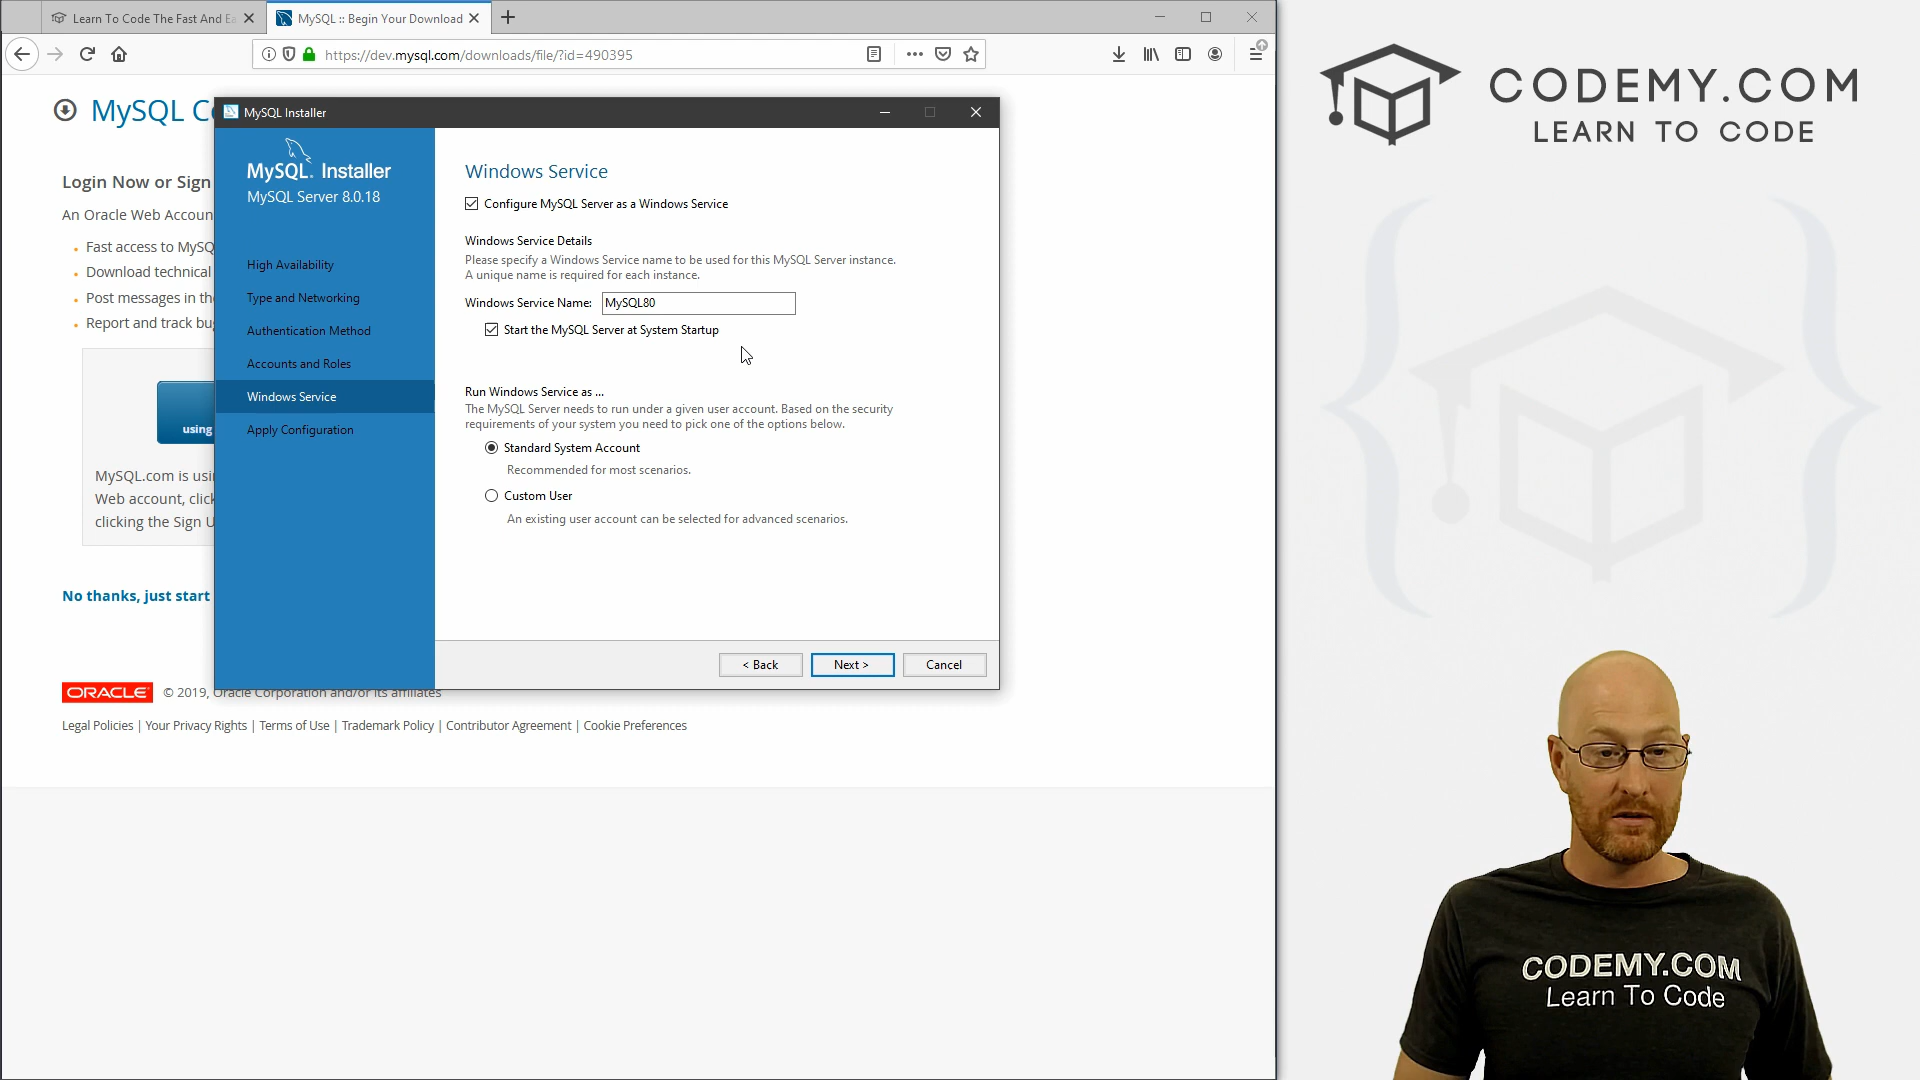 Learn To Code The Fast And Ea
MySQL :: Begin Your Download
https://dev.mysql.com/downloads/file/?id=490395
CODEMY.COM
LEARN TO CODE
MySQL Co
MySQL Installer
MySQL Installer
MySQL Server 8.0.18
High Availability
Type and Networking
Authentication Method
Accounts and Roles
Windows Service
Apply Configuration
Windows Service
Configure MySQL Server as a Windows Service
Windows Service Details
Please specify a Windows Service name to be used for this MySQL Server instance.
A unique name is required for each instance.
Windows Service Name: MySQL80
Start the MySQL Server at System Startup
Run Windows Service as ...
The MySQL Server needs to run under a given user account. Based on the security
requirements of your system you need to pick one of the options below.
Standard System Account
Recommended for most scenarios.
Custom User
An existing user account can be selected for advanced scenarios.
< Back
Next >
Cancel
Login Now or Sign
An Oracle Web Accoun
Fast access to MySQ
Download technical
Post messages in the
Report and track bug
using
MySQL.com is usi
Web account, click
clicking the Sign U
No thanks, just start
ORACLE © 2019, Oracle Corporation and/or its affiliates
Legal Policies | Your Privacy Rights | Terms of Use | Trademark Policy | Contributor Agreement | Cookie Preferences
CODEMY.COM
Learn To Code